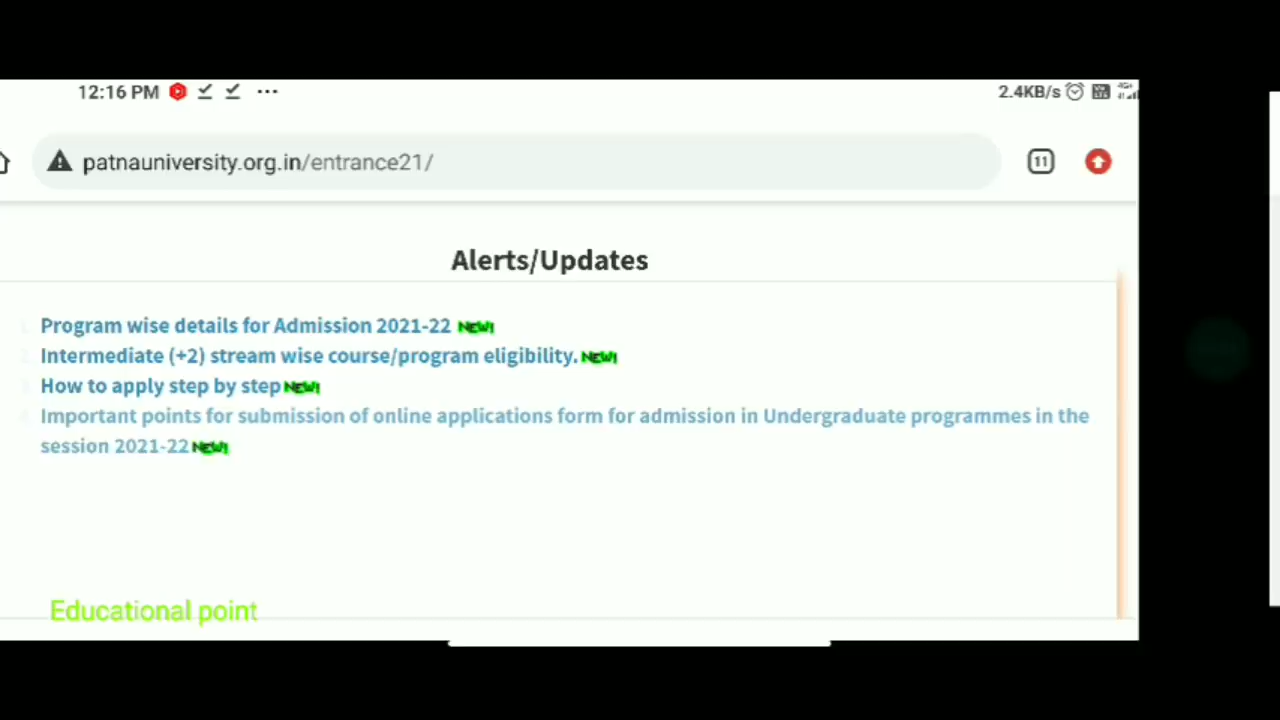 12:16 PM ...
2.4KB/s
patnauniversity.org.in/entrance21/
11
Alerts/Updates
Program wise details for Admission 2021-22 NEW!
Intermediate (+2) stream wise course/program eligibility. NEW!
How to apply step by step NEW!
Important points for submission of online applications form for admission in Undergraduate programmes in the
session 2021-22 NEW!
Educational point